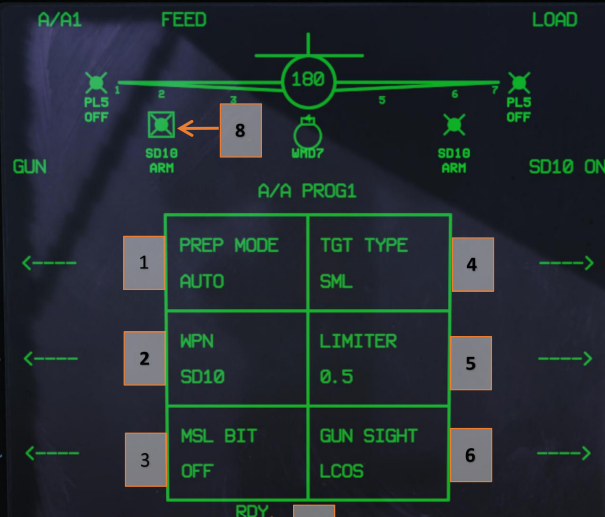 A/A1 FEED LOAD
180
1 2 3 5 6 7
PL5 OFF
PL5 OFF
8
SD10 ARM
WMD7
SD10 ARM
GUN
SD10 ON
A/A PROG1
1
PREP MODE
AUTO
TGT TYPE
SML
4
2
WPN
SD10
LIMITER
0.5
5
3
MSL BIT
OFF
GUN SIGHT
LCOS
6
RDY